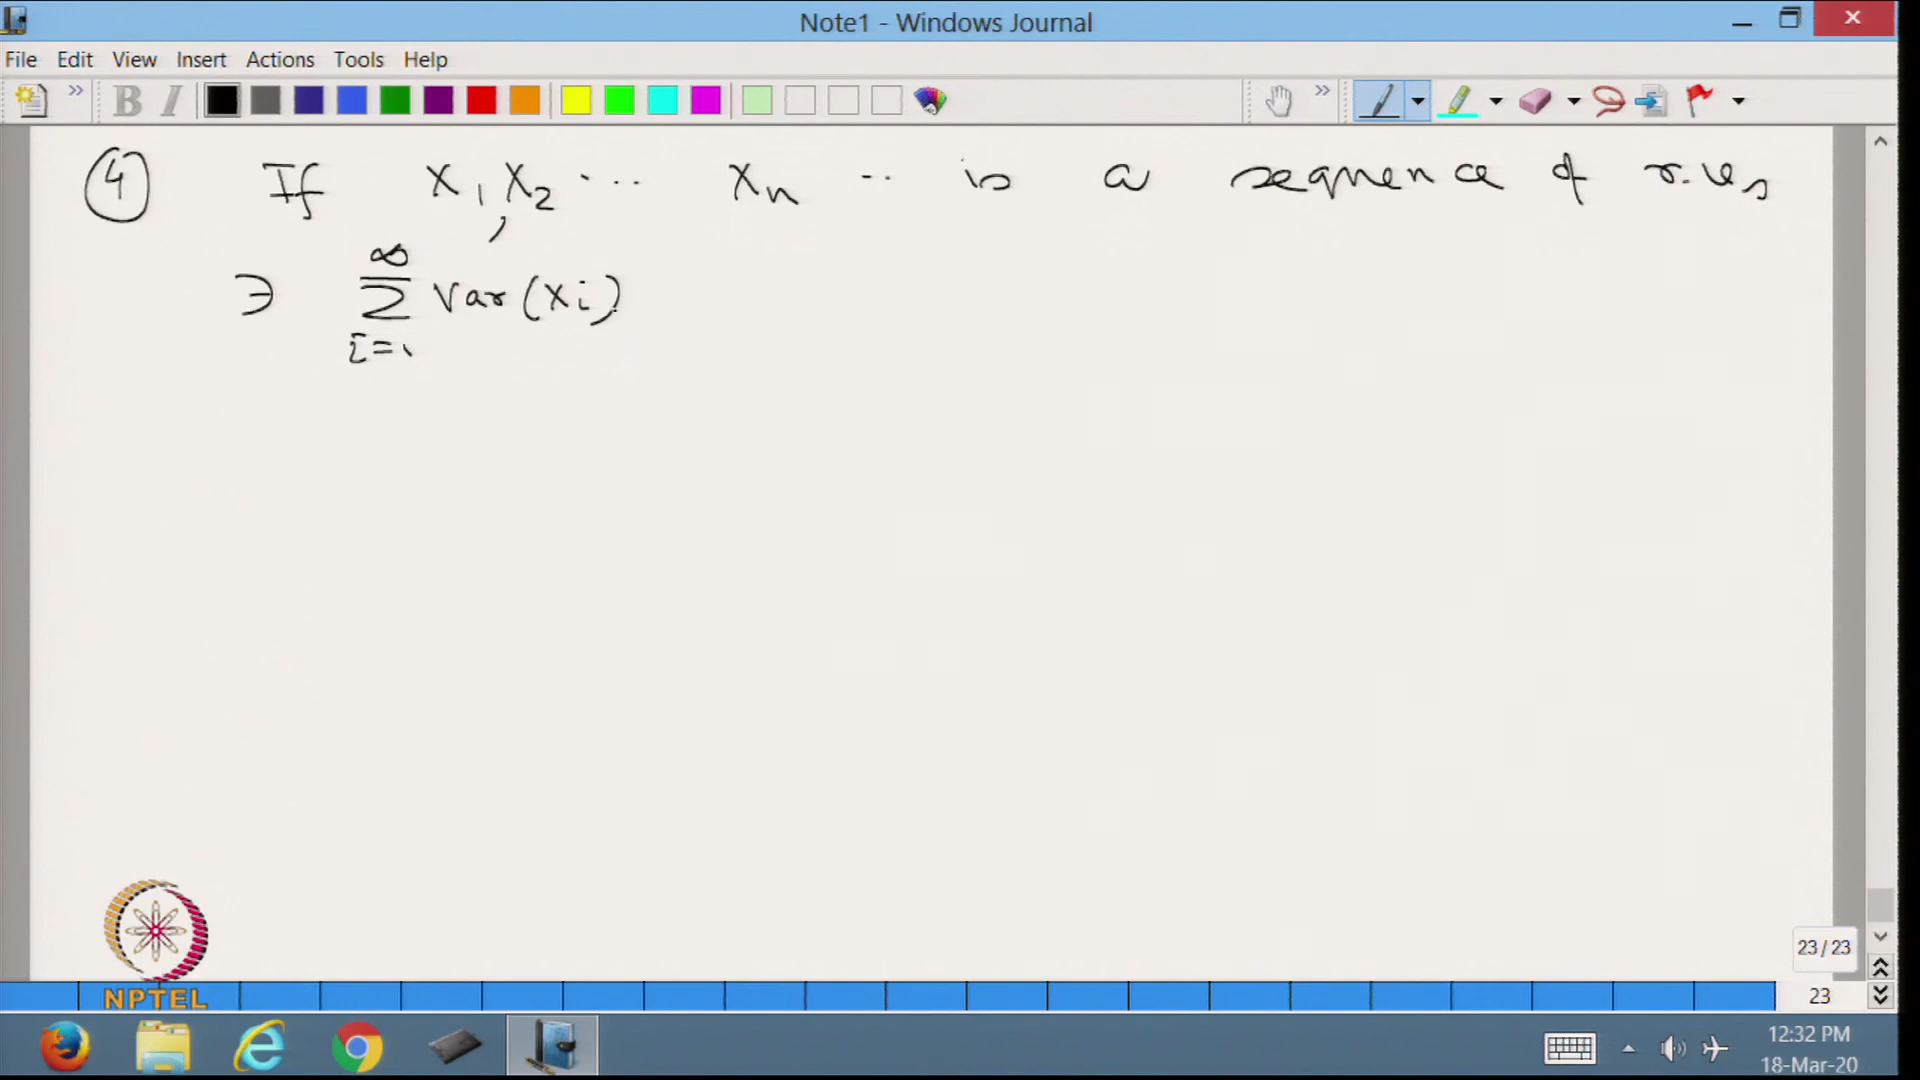 Note1 - Windows Journal
File Edit View Insert Actions Tools Help
④ If X₁, X₂ ... Xₙ .. is a sequence of r.v.s
∋ ∑_{i=1}^{∞} Var(Xi)
23 / 23
NPTEL
23
12:32 PM
18-Mar-20